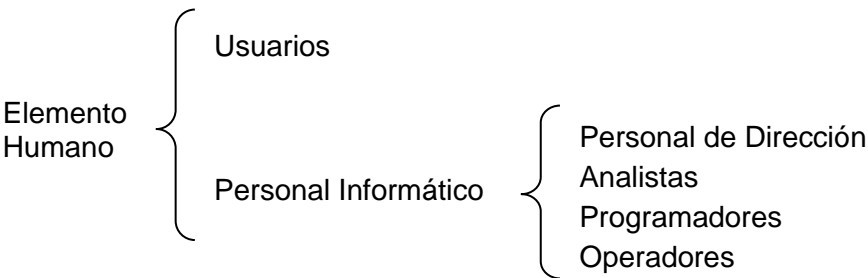 Elemento
Humano
Usuarios
Personal Informático
Personal de Dirección
Analistas
Programadores
Operadores